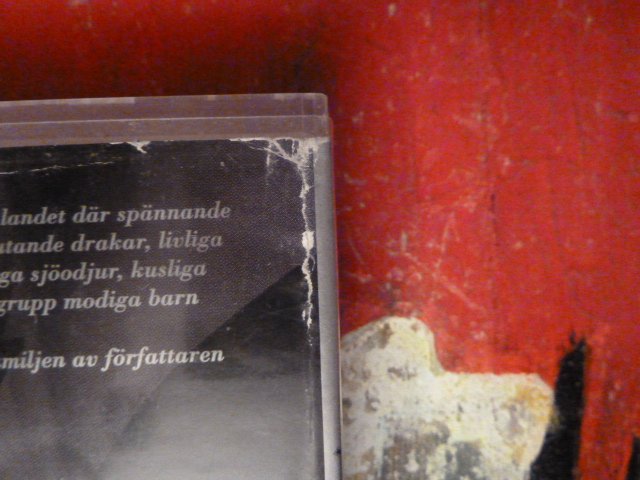 landet där spännande
tande drakar, livliga
ga sjöodjur, kusliga
grupp modiga barn
miljen av författaren